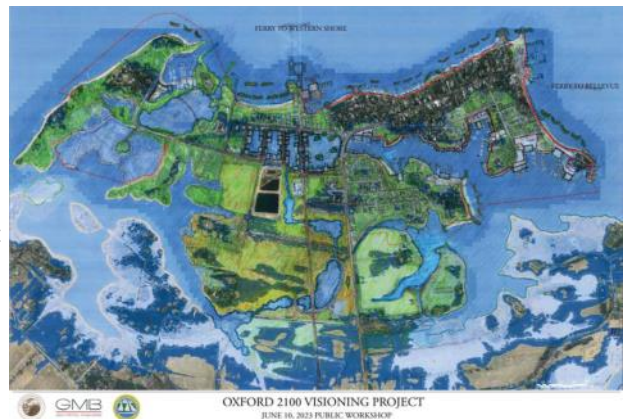 FERRY TO WESTERN SHORE
FERRY TO BELLEVUE
GMB
OXFORD 2100 VISIONING PROJECT
JUNE 10, 2023 PUBLIC WORKSHOP